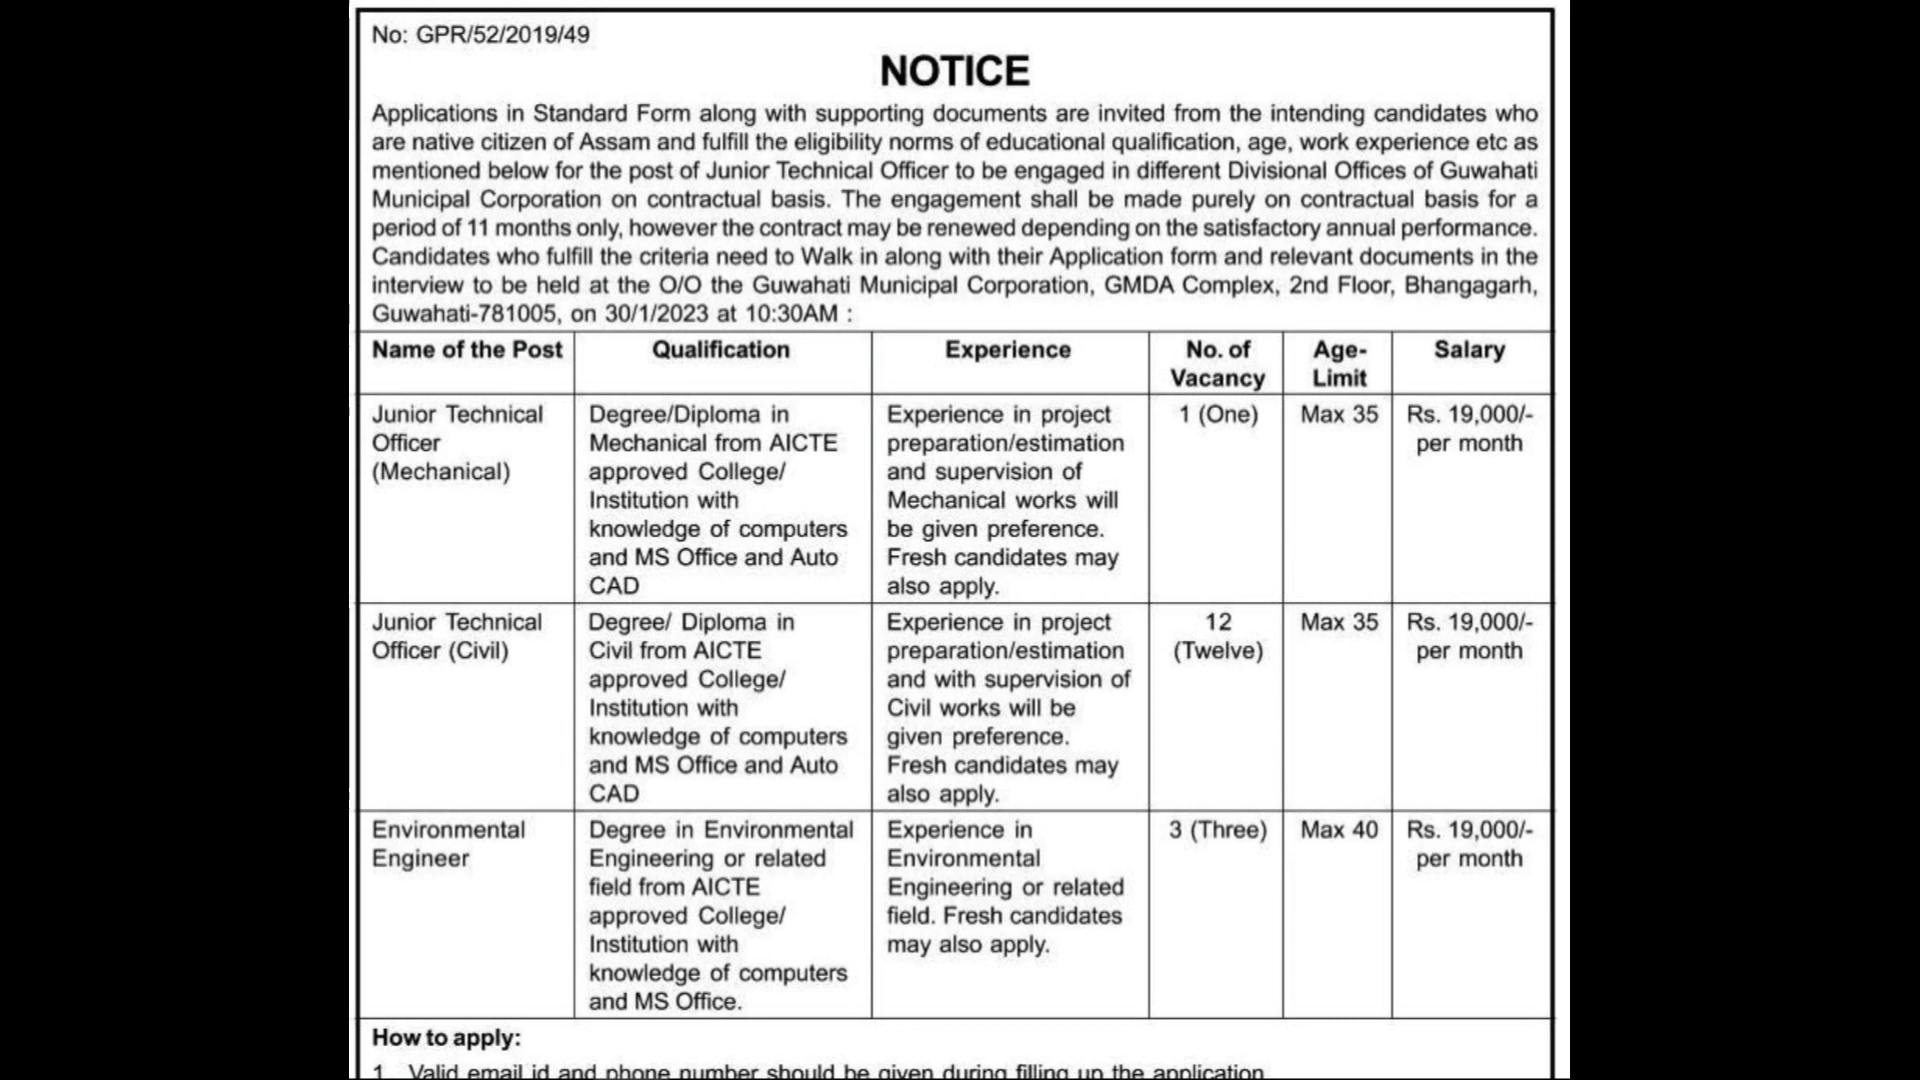 No: GPR/52/2019/49
NOTICE
Applications in Standard Form along with supporting documents are invited from the intending candidates who
are native citizen of Assam and fulfill the eligibility norms of educational qualification, age, work experience etc as
mentioned below for the post of Junior Technical Officer to be engaged in different Divisional Offices of Guwahati
Municipal Corporation on contractual basis. The engagement shall be made purely on contractual basis for a
period of 11 months only, however the contract may be renewed depending on the satisfactory annual performance.
Candidates who fulfill the criteria need to Walk in along with their Application form and relevant documents in the
interview to be held at the O/O the Guwahati Municipal Corporation, GMDA Complex, 2nd Floor, Bhangagarh,
Guwahati-781005, on 30/1/2023 at 10:30AM :
Name of the Post
Qualification
Experience
No. of
Vacancy
Age-
Limit
Salary
Junior Technical
Officer
(Mechanical)
Degree/Diploma in
Mechanical from AICTE
approved College/
Institution with
knowledge of computers
and MS Office and Auto
CAD
Experience in project
preparation/estimation
and supervision of
Mechanical works will
be given preference.
Fresh candidates may
also apply.
1 (One)
Max 35
Rs. 19,000/-
per month
Junior Technical
Officer (Civil)
Degree/ Diploma in
Civil from AICTE
approved College/
Institution with
knowledge of computers
and MS Office and Auto
CAD
Experience in project
preparation/estimation
and with supervision of
Civil works will be
given preference.
Fresh candidates may
also apply.
12
(Twelve)
Max 35
Rs. 19,000/-
per month
Environmental
Engineer
Degree in Environmental
Engineering or related
field from AICTE
approved College/
Institution with
knowledge of computers
and MS Office.
Experience in
Environmental
Engineering or related
field. Fresh candidates
may also apply.
3 (Three)
Max 40
Rs. 19,000/-
per month
How to apply:
1. Valid email id and phone number should be given during filling up the application